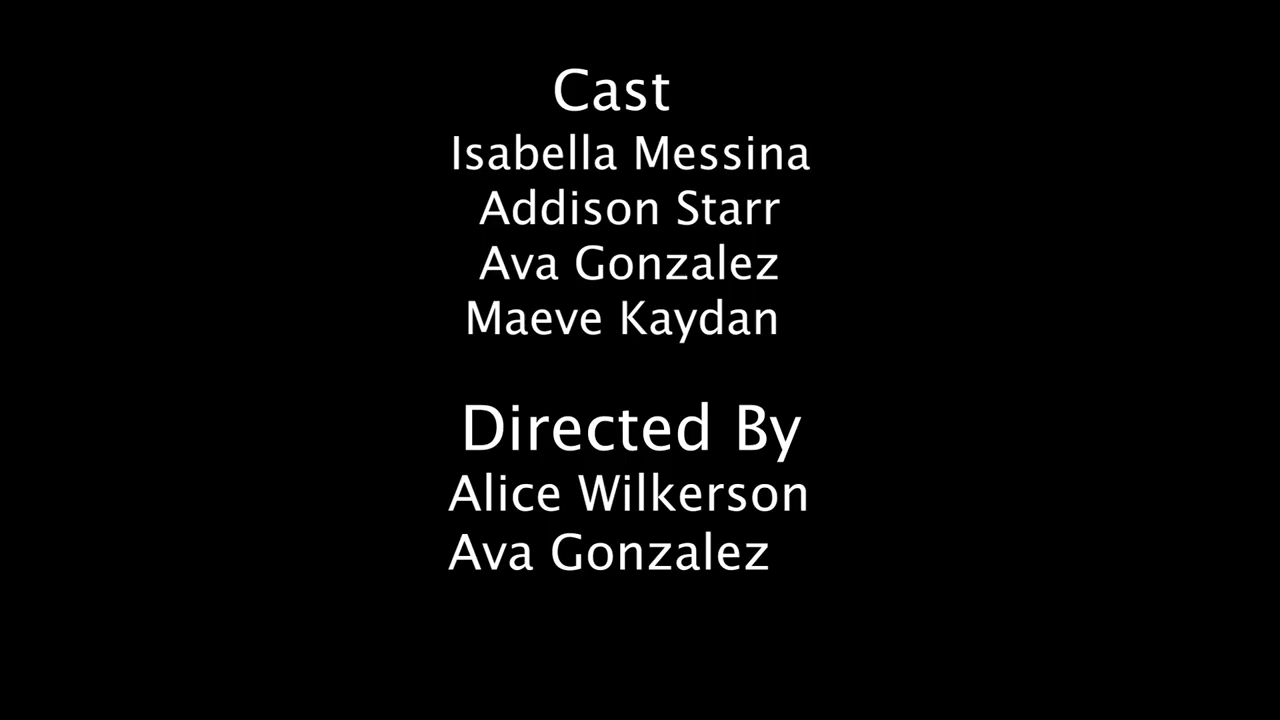 Cast
Isabella Messina
Addison Starr
Ava Gonzalez
Maeve Kaydan
Directed By
Alice Wilkerson
Ava Gonzalez